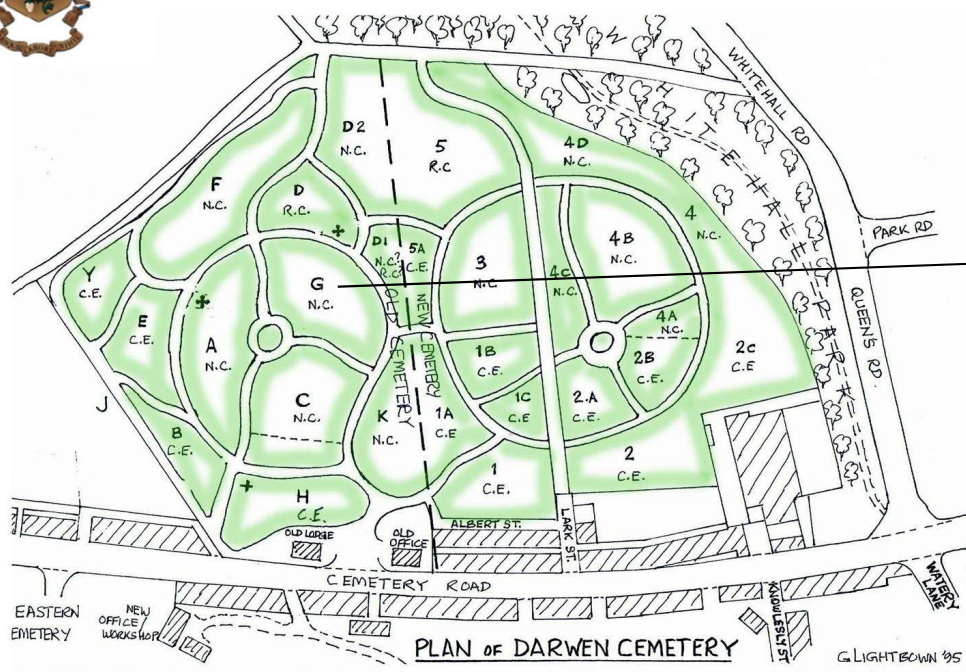 WHITEHALL RD
D2
N.C.
5
R.C
4D
N.C.
WHITEHALL PARK
F
N.C.
D
R.C.
4
N.C.
PARK RD
D1
N.C?
R.C?
5A
C.E.
3
N.C
4B
N.C.
4C
N.C.
Y
C.E.
G
N.C.
OLD CEMETERY
NEW CEMETERY
QUEENS RD.
E
C.E.
A
N.C.
4A
N.C.
1B
C.E.
2B
C.E.
2C
C.E
J
C
N.C.
K
N.C.
1A
C.E
1C
C.E
2.A
C.E.
B
C.E.
2
C.E.
1
C.E.
H
C.E.
OLD LODGE
OLD
OFFICE
ALBERT ST.
LARK ST.
CEMETERY ROAD
WATERY
LANE
KNOWLESLY ST
EASTERN
EMETERY
NEW
OFFICE/
WORKSHOP
PLAN OF DARWEN CEMETERY
G LIGHTBOWN '95